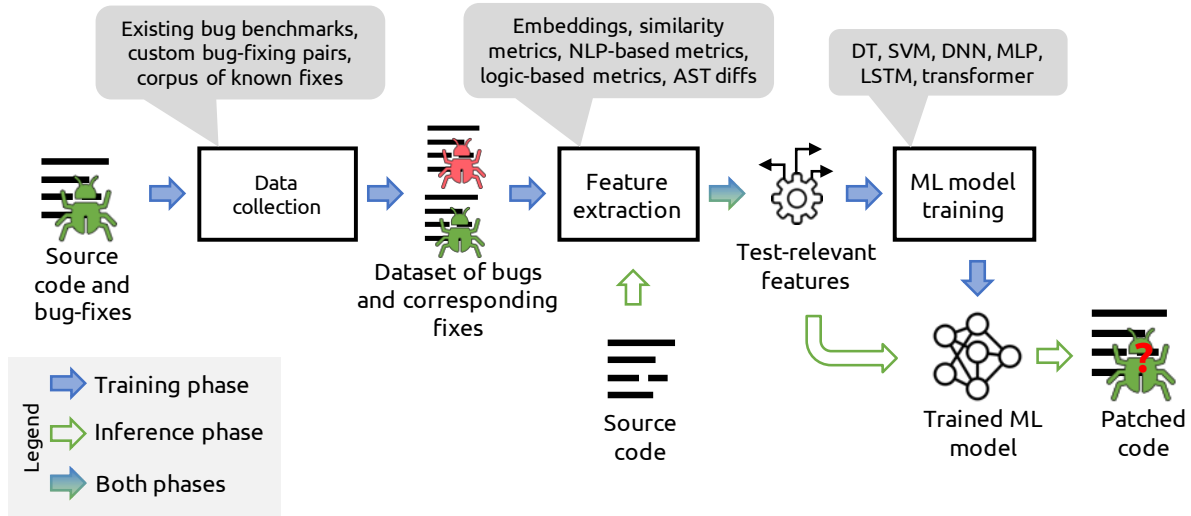 Existing bug benchmarks,
custom bug-fixing pairs,
corpus of known fixes
Embeddings, similarity
metrics, NLP-based metrics,
logic-based metrics, AST diffs
DT, SVM, DNN, MLP,
LSTM, transformer
Source
code and
bug-fixes
Data
collection
Dataset of bugs
and corresponding
fixes
Feature
extraction
Test-relevant
features
ML model
training
Source
code
Trained ML
model
?
Patched
code
Legend
Training phase
Inference phase
Both phases